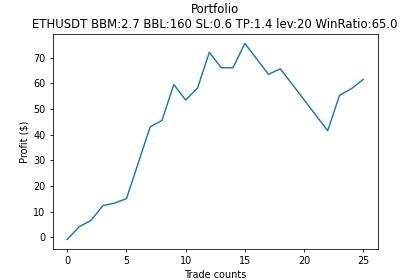 Portfolio
ETHUSDT BBM:2.7 BBL:160 SL:0.6 TP:1.4 lev:20 WinRatio:65.0
Profit ($)
70
60
50
40
30
20
10
0
0 5 10 15 20 25
Trade counts